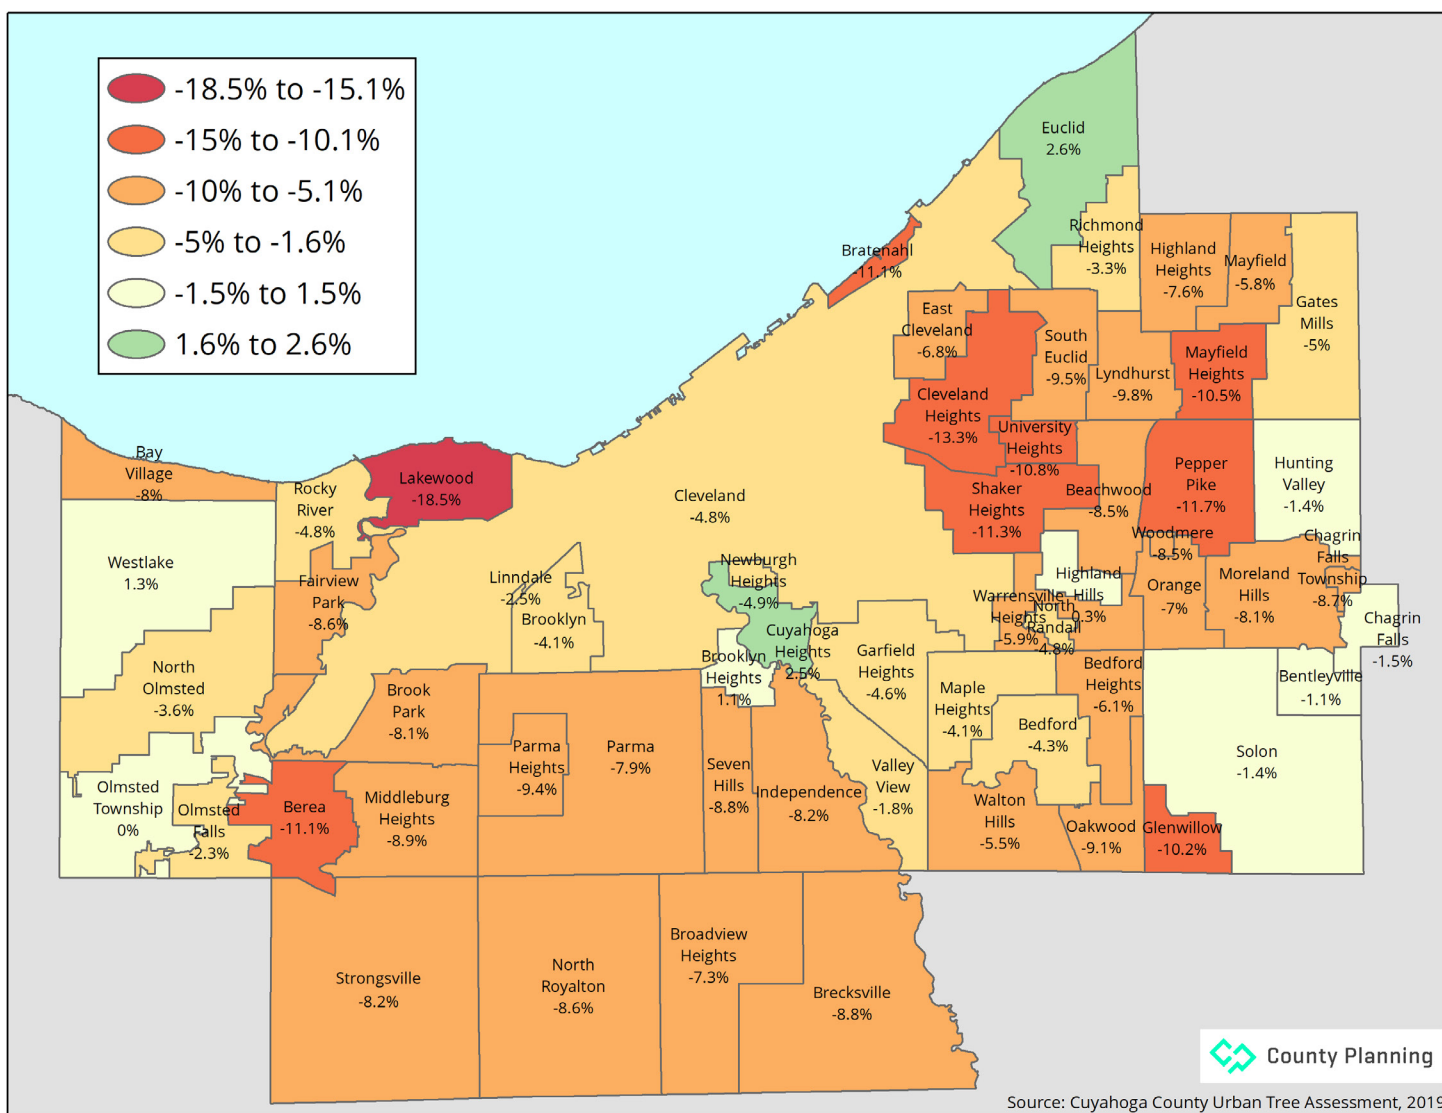 -18.5% to -15.1%
-15% to -10.1%
-10% to -5.1%
-5% to -1.6%
-1.5% to 1.5%
1.6% to 2.6%
Euclid
2.6%
Richmond
Heights
-3.3%
Highland
Heights
-7.6%
Mayfield
-5.8%
Gates
Mills
-5%
Bratenahl
-11.1%
East
Cleveland
-6.8%
South
Euclid
-9.5%
Lyndhurst
-9.8%
Mayfield
Heights
-10.5%
Cleveland
Heights
-13.3%
University
Heights
-10.8%
Shaker
Heights
-11.3%
Beachwood
-8.5%
Pepper
Pike
-11.7%
Hunting
Valley
-1.4%
Bay
Village
-8%
Rocky
River
-4.8%
Lakewood
-18.5%
Cleveland
-4.8%
Westlake
1.3%
Fairview
Park
-8.6%
Linndale
-2.5%
Brooklyn
-4.1%
Newburgh
Heights
-4.9%
Cuyahoga
Heights
2.5%
Brooklyn
Heights
1.1%
Garfield
Heights
-4.6%
Warrensville
Heights
-5.9%
North
Randall
-4.8%
Highland
Hills
0.3%
Woodmere
-8.5%
Orange
-7%
Moreland
Hills
-8.1%
Chagrin
Falls
Township
-8.7%
Chagrin
Falls
-1.5%
North
Olmsted
-3.6%
Brook
Park
-8.1%
Parma
Heights
-9.4%
Parma
-7.9%
Seven
Hills
-8.8%
Independence
-8.2%
Valley
View
-1.8%
Maple
Heights
-4.1%
Bedford
-4.3%
Bedford
Heights
-6.1%
Bentleyville
-1.1%
Solon
-1.4%
Olmsted
Township
0%
Olmsted
Falls
-2.3%
Berea
-11.1%
Middleburg
Heights
-8.9%
Walton
Hills
-5.5%
Oakwood
-9.1%
Glenwillow
-10.2%
Strongsville
-8.2%
North
Royalton
-8.6%
Broadview
Heights
-7.3%
Brecksville
-8.8%
County Planning
Source: Cuyahoga County Urban Tree Assessment, 2019